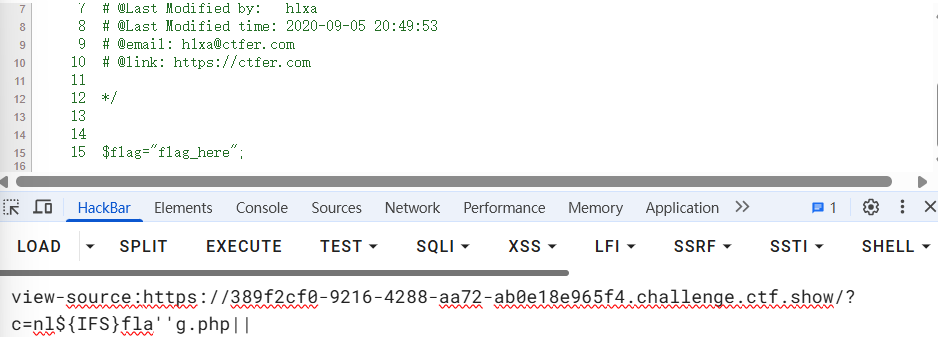 7 7 # @Last Modified by: hlxa
8 8 # @Last Modified time: 2020-09-05 20:49:53
9 9 # @email: hlxa@ctfer.com
10 10 # @link: https://ctfer.com
11 11
12 12 */
13 13
14 14
15 15 $flag="flag_here";
16
HackBar Elements Console Sources Network Performance Memory Application 1
LOAD SPLIT EXECUTE TEST SQLI XSS LFI SSRF SSTI SHELL
view-source:https://389f2cf0-9216-4288-aa72-ab0e18e965f4.challenge.ctf.show/?
c=nl${IFS}fla''g.php||